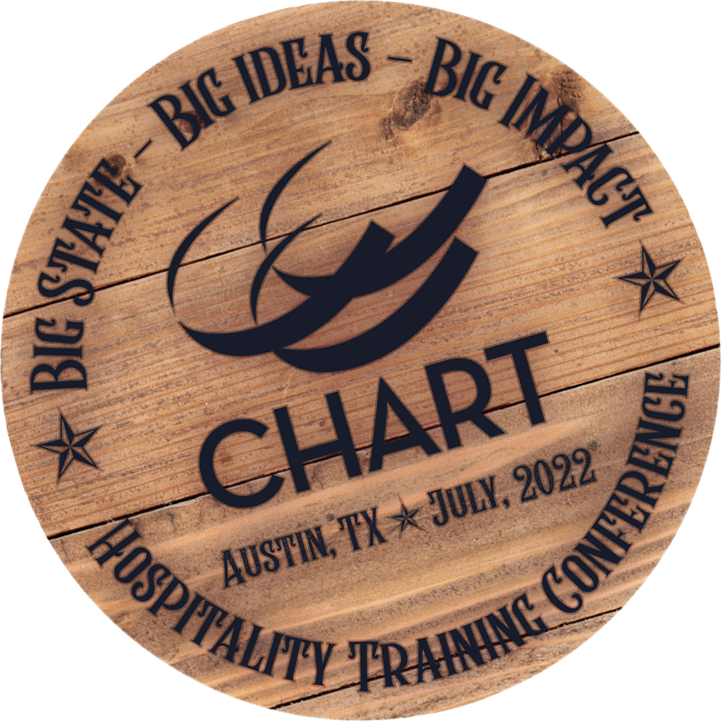 BIG STATE – BIG IDEAS – BIG IMPACT
CHART
AUSTIN, TX ★ JULY, 2022
HOSPITALITY TRAINING CONFERENCE